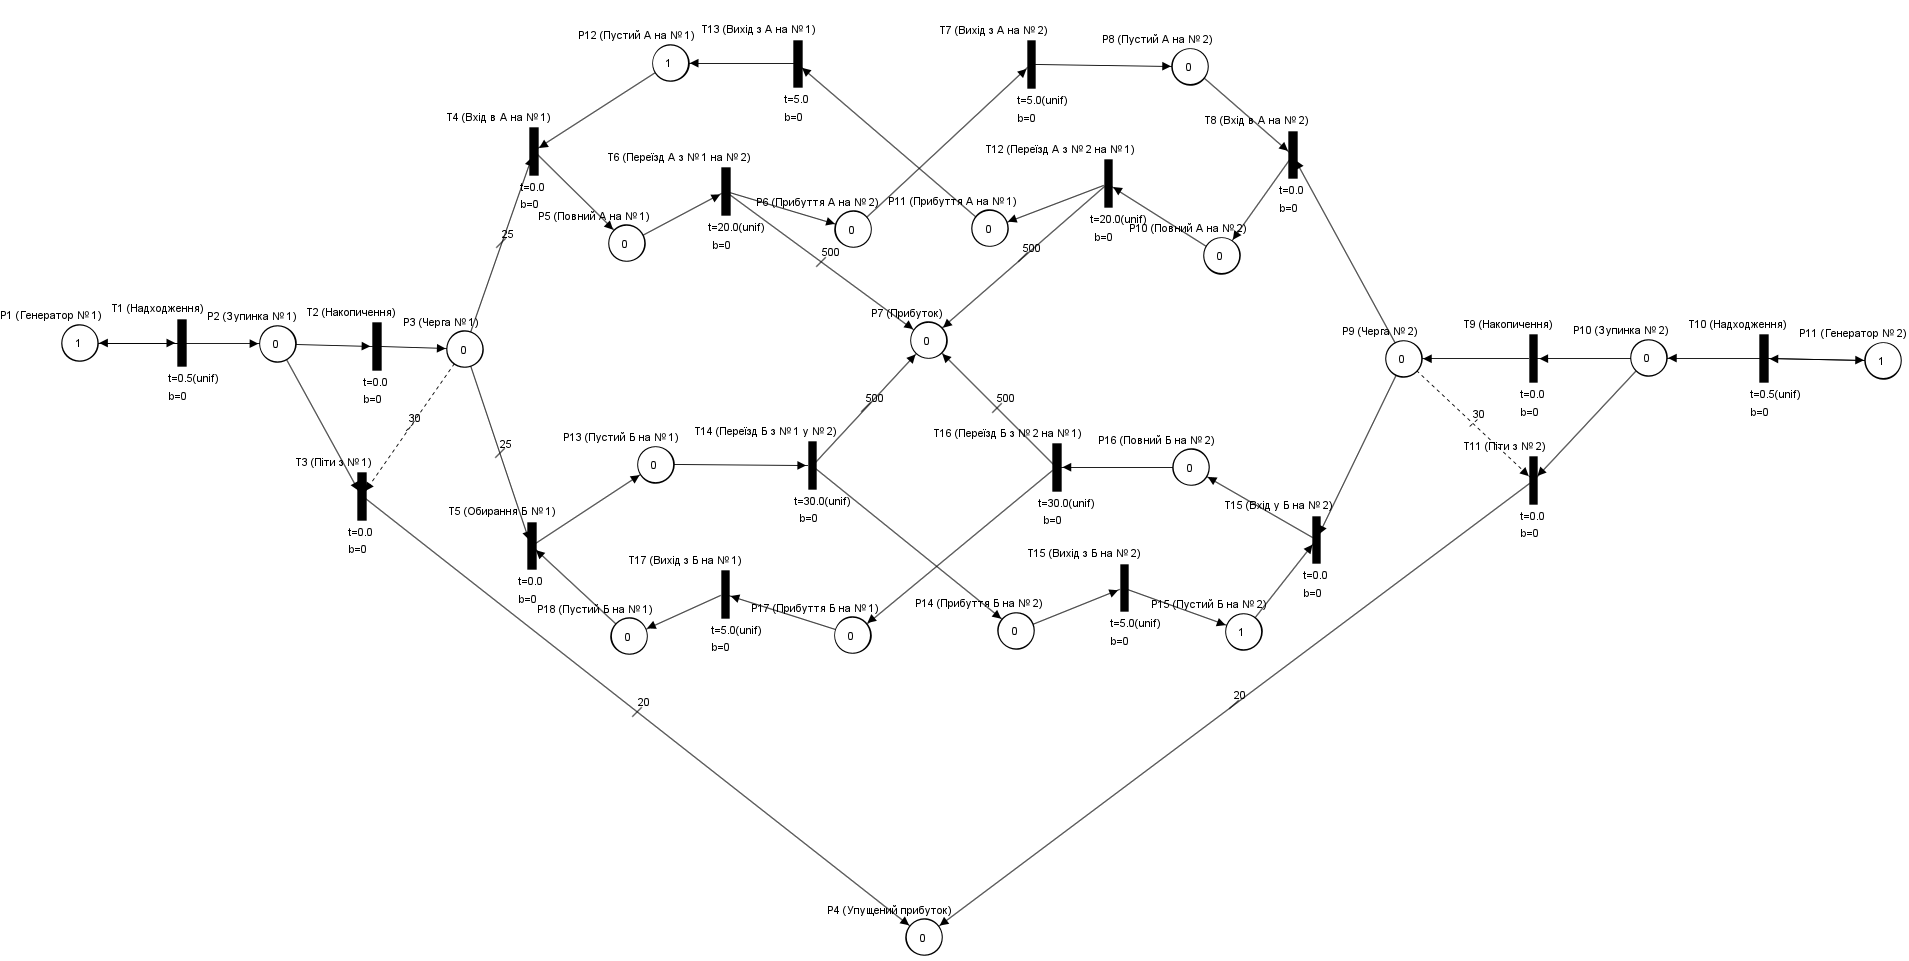 T13 (Вихід з А на №1)
T7 (Вихід з А на №2)
P12 (Пустий А на №1)
P8 (Пустий А на №2)
1
0
t=5.0
b=0
t=5.0(unif)
b=0
T4 (Вхід в А на №1)
T8 (Вхід в А на №2)
T6 (Переїзд А з №1 на №2)
T12 (Переїзд А з №2 на №1)
t=0.0
b=0
t=0.0
b=0
P5 (Повний А на №1)
P6 (Прибуття А на №2)
P11 (Прибуття А на №1)
P10 (Повний А на №2)
t=20.0(unif)
b=0
t=20.0(unif)
b=0
0
0
0
0
25
500
500
P1 (Генератор №1)
T1 (Надходження)
P2 (Зупинка №1)
T2 (Накопичення)
P3 (Черга №1)
P7 (Прибуток)
P9 (Черга №2)
T9 (Накопичення)
P10 (Зупинка №2)
T10 (Надходження)
P11 (Генератор №2)
1
0
0
0
0
0
1
t=0.5(unif)
b=0
t=0.0
b=0
t=0.0
b=0
t=0.5(unif)
b=0
30
25
500
500
30
T3 (Піти з №1)
P13 (Пустий Б на №1)
T14 (Переїзд Б з №1 у №2)
T16 (Переїзд Б з №2 на №1)
P16 (Повний Б на №2)
T11 (Піти з №2)
0
0
t=30.0(unif)
b=0
t=30.0(unif)
b=0
t=0.0
b=0
t=0.0
b=0
T5 (Обирання Б №1)
T15 (Вхід у Б на №2)
T17 (Вихід з Б на №1)
T15 (Вихід з Б на №2)
t=0.0
b=0
t=0.0
b=0
P18 (Пустий Б на №1)
P17 (Прибуття Б на №1)
P14 (Прибуття Б на №2)
P15 (Пустий Б на №2)
t=5.0(unif)
b=0
t=5.0(unif)
b=0
0
0
0
1
20
20
P4 (Упущений прибуток)
0